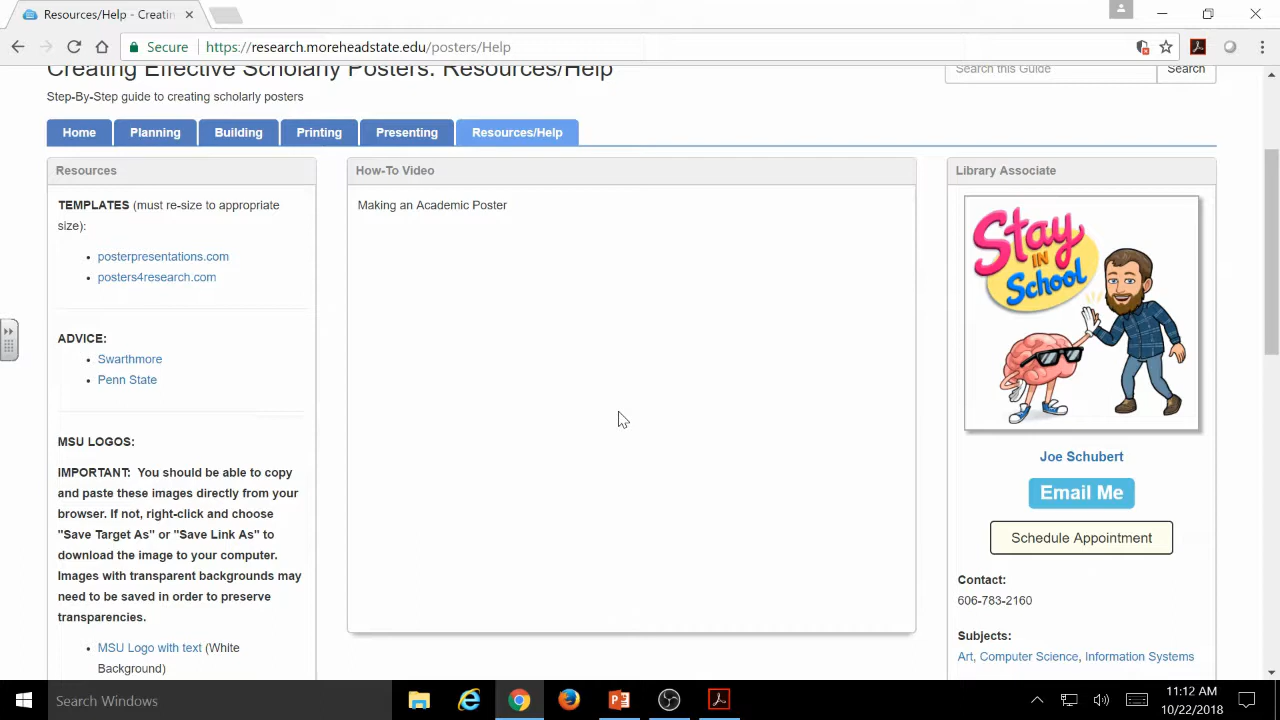 Resources/Help - Creatin
Secure
https://research.moreheadstate.edu/posters/Help
Creating Effective Scholarly Posters: Resources/Help
Step-By-Step guide to creating scholarly posters
Search this Guide
Search
Home
Planning
Building
Printing
Presenting
Resources/Help
Resources
TEMPLATES (must re-size to appropriate
size):
• posterpresentations.com
• posters4research.com
ADVICE:
• Swarthmore
• Penn State
MSU LOGOS:
IMPORTANT:  You should be able to copy
and paste these images directly from your
browser. If not, right-click and choose
"Save Target As" or "Save Link As" to
download the image to your computer.
Images with transparent backgrounds may
need to be saved in order to preserve
transparencies.
• MSU Logo with text (White
Background)
How-To Video
Making an Academic Poster
Library Associate
Stay
IN
School
Joe Schubert
Email Me
Schedule Appointment
Contact:
606-783-2160
Subjects:
Art, Computer Science, Information Systems
Search Windows
11:12 AM
10/22/2018